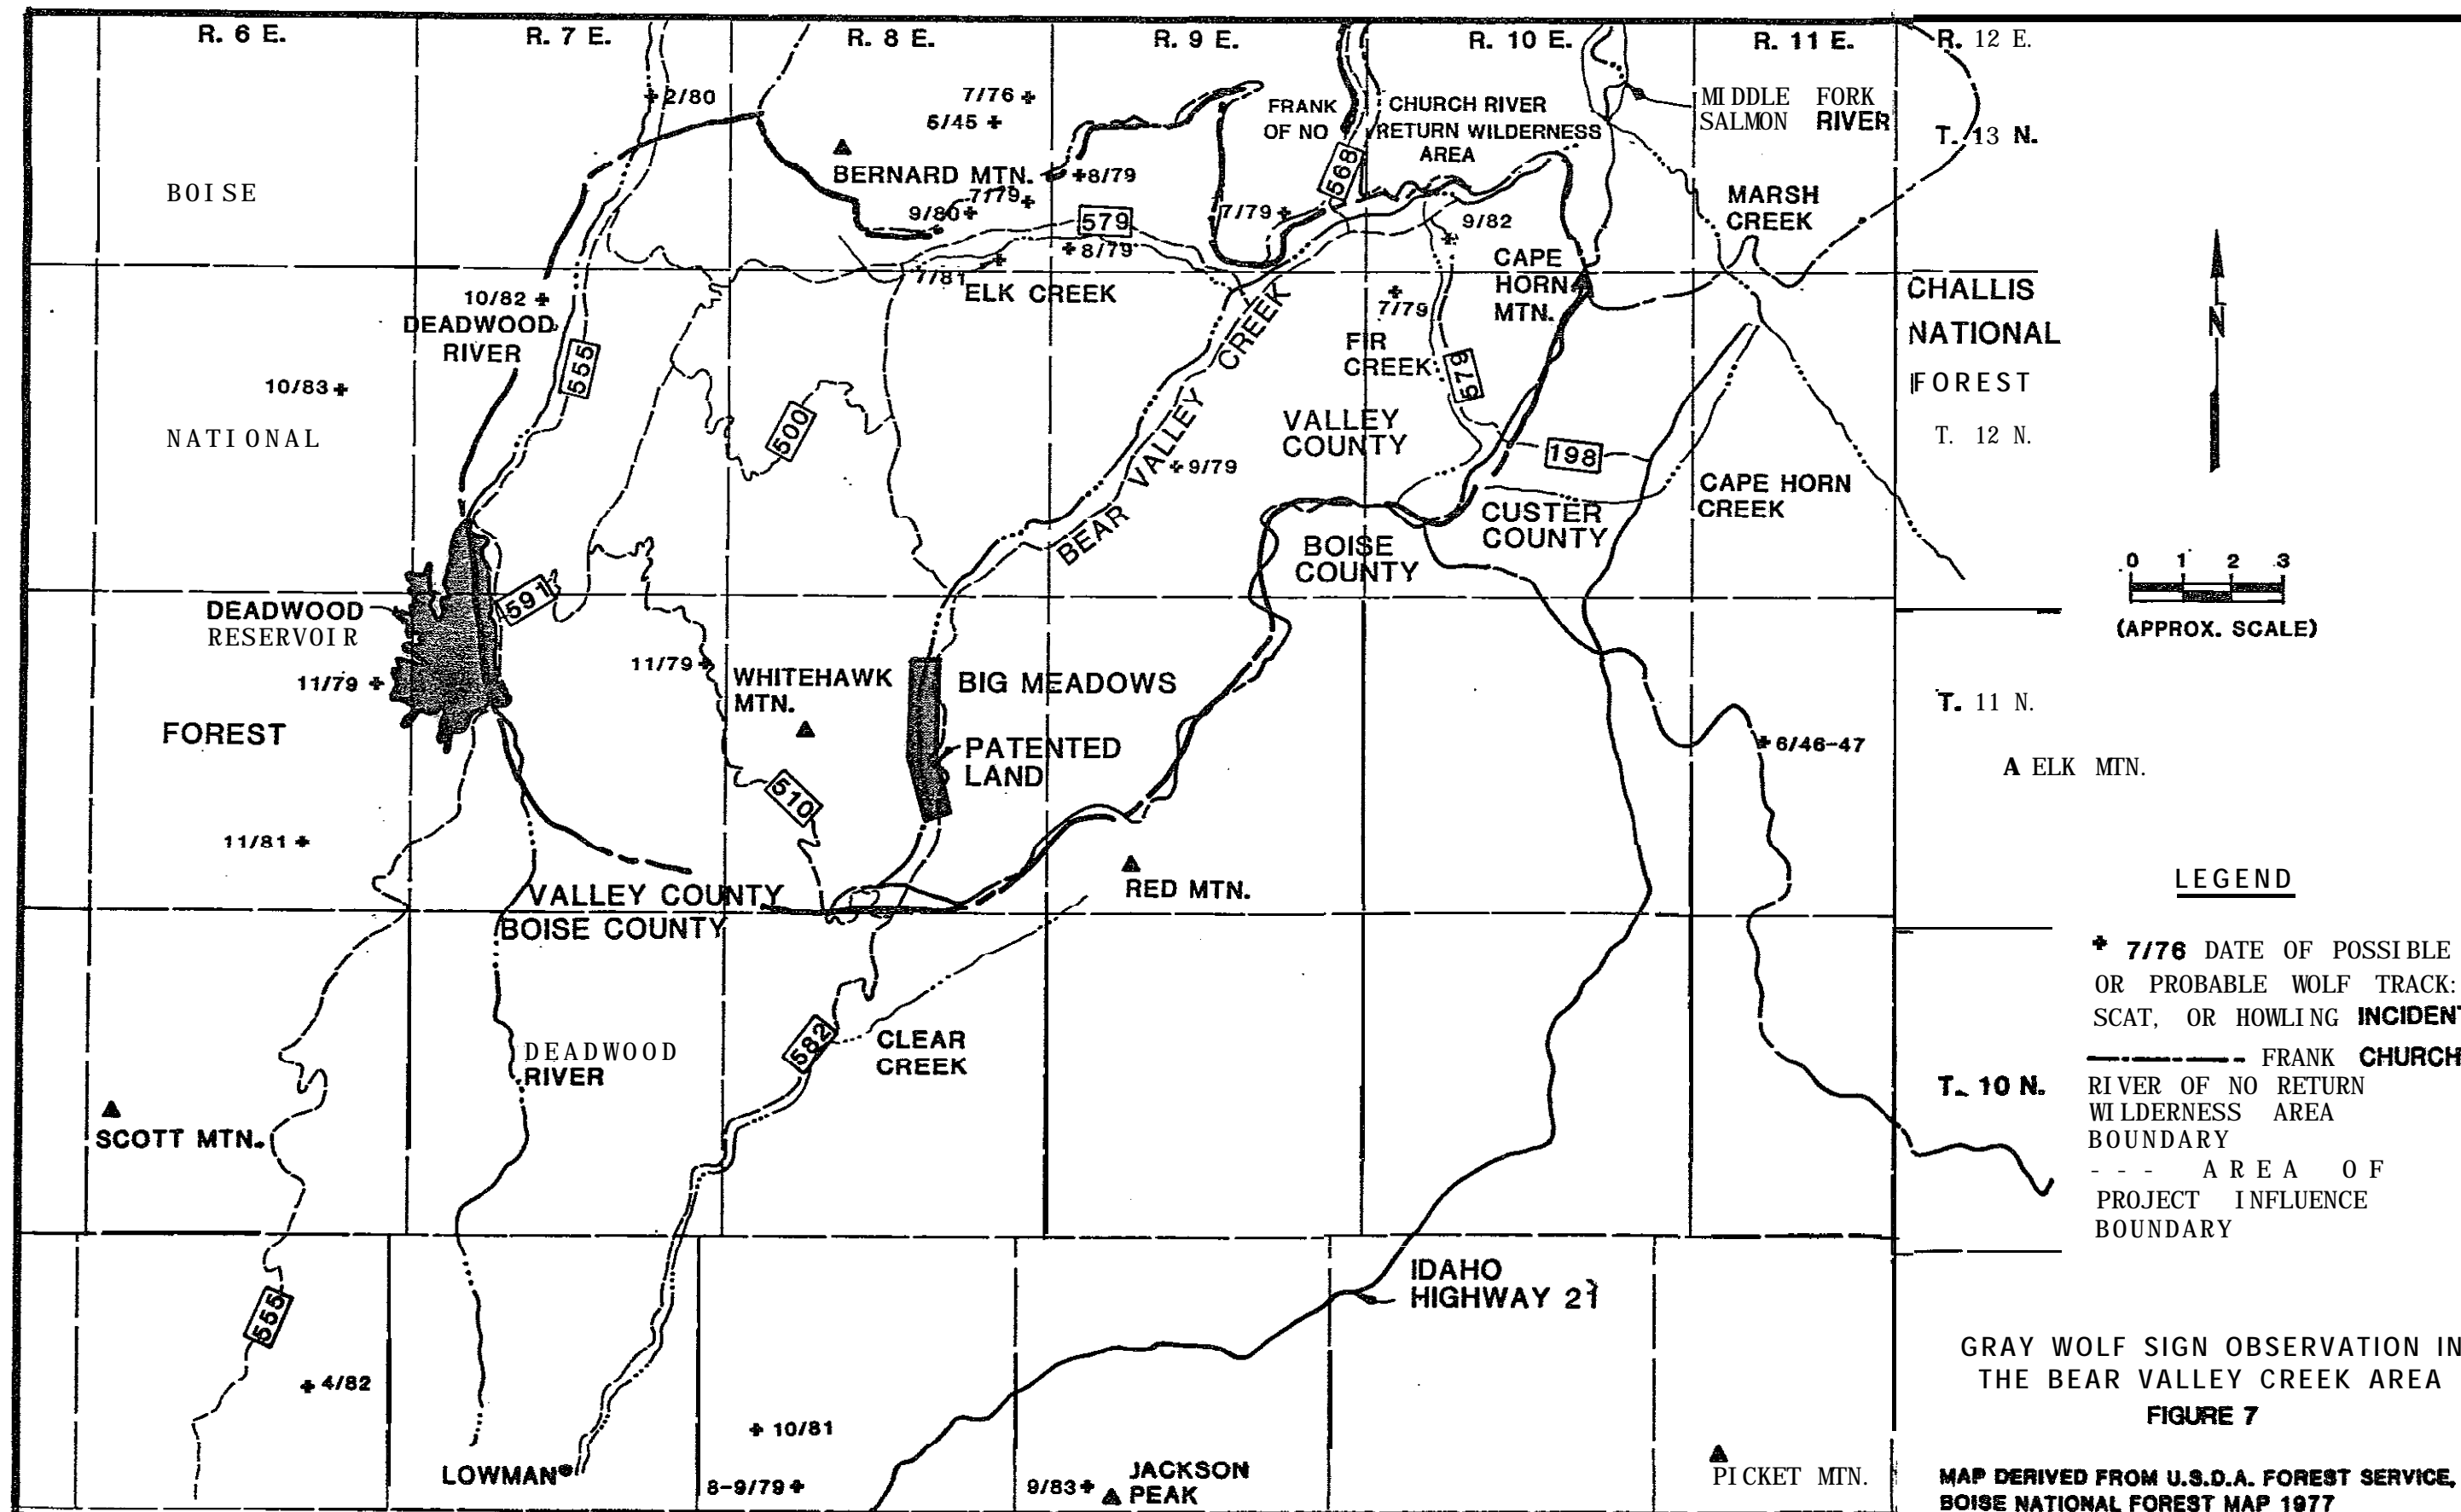 R. 6 E.
R. 7 E.
R. 8 E.
R. 9 E.
R. 10 E.
R. 11 E.
R. 12 E.
2/80
7/76
5/45
FRANK
OF NO
CHURCH RIVER
RETURN WILDERNESS
AREA
MIDDLE FORK
SALMON RIVER
T. 13 N.
BOISE
BERNARD MTN.
8/79
7/79
9/80
579
568
7/79
9/82
MARSH
CREEK
8/79
7/81
ELK CREEK
CAPE
HORN
MTN.
CHALLIS
NATIONAL
FOREST
T. 12 N.
N
10/82
DEADWOOD
RIVER
555
7/79
FIR
CREEK
679
10/83
NATIONAL
500
BEAR VALLEY CREEK
9/79
VALLEY
COUNTY
198
CAPE HORN
CREEK
CUSTER
COUNTY
BOISE
COUNTY
0 1 2 3
(APPROX. SCALE)
DEADWOOD
RESERVOIR
591
11/79
11/79
WHITEHAWK
MTN.
BIG MEADOWS
T. 11 N.
FOREST
PATENTED
LAND
6/46-47
A ELK MTN.
510
11/81
RED MTN.
LEGEND
VALLEY COUNTY
BOISE COUNTY
7/76 DATE OF POSSIBLE
OR PROBABLE WOLF TRACK:
SCAT, OR HOWLING INCIDENT
FRANK CHURCH
RIVER OF NO RETURN
WILDERNESS AREA
BOUNDARY
--- AREA OF
PROJECT INFLUENCE
BOUNDARY
DEADWOOD
RIVER
582
CLEAR
CREEK
T. 10 N.
SCOTT MTN.
555
IDAHO
HIGHWAY 21
4/82
10/81
GRAY WOLF SIGN OBSERVATION IN
THE BEAR VALLEY CREEK AREA
FIGURE 7
LOWMAN
8-9/79
9/83
JACKSON
PEAK
PICKET MTN.
MAP DERIVED FROM U.S.D.A. FOREST SERVICE,
BOISE NATIONAL FOREST MAP 1977